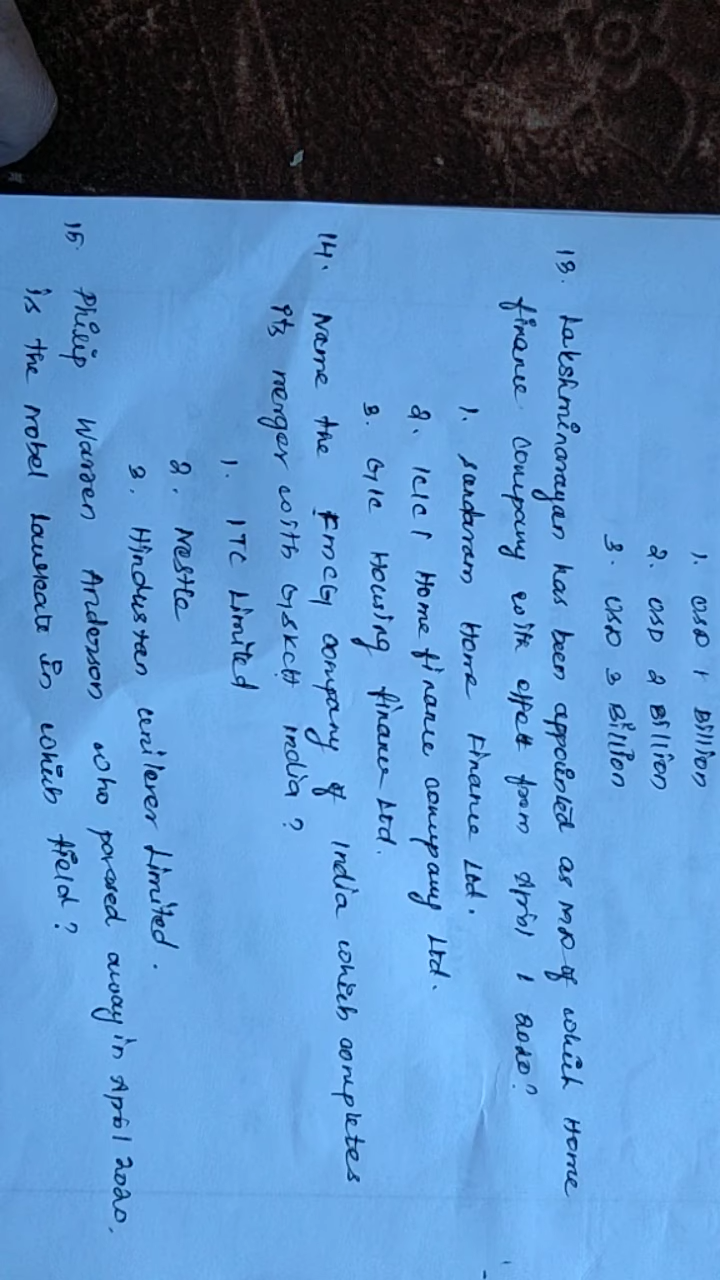 1. USD 1 Billion
2. USD 2 Billion
3. USD 3 Billion
13. Lakshminarayan has been appointed as MD of which Home
finance company with effect from April 1 2020?
1. Sundaram Home Finance Ltd.
2. ICICI Home finance company Ltd.
3. GIC Housing finance Ltd.
14. Name the FMCG company of India which completes
its merger with GSKCH India?
1. ITC Limited
2. Nestle
3. Hindustan unilever Limited.
15. Philip Warren Anderson who passed away in April 2020.
is the nobel Laureate in which field?